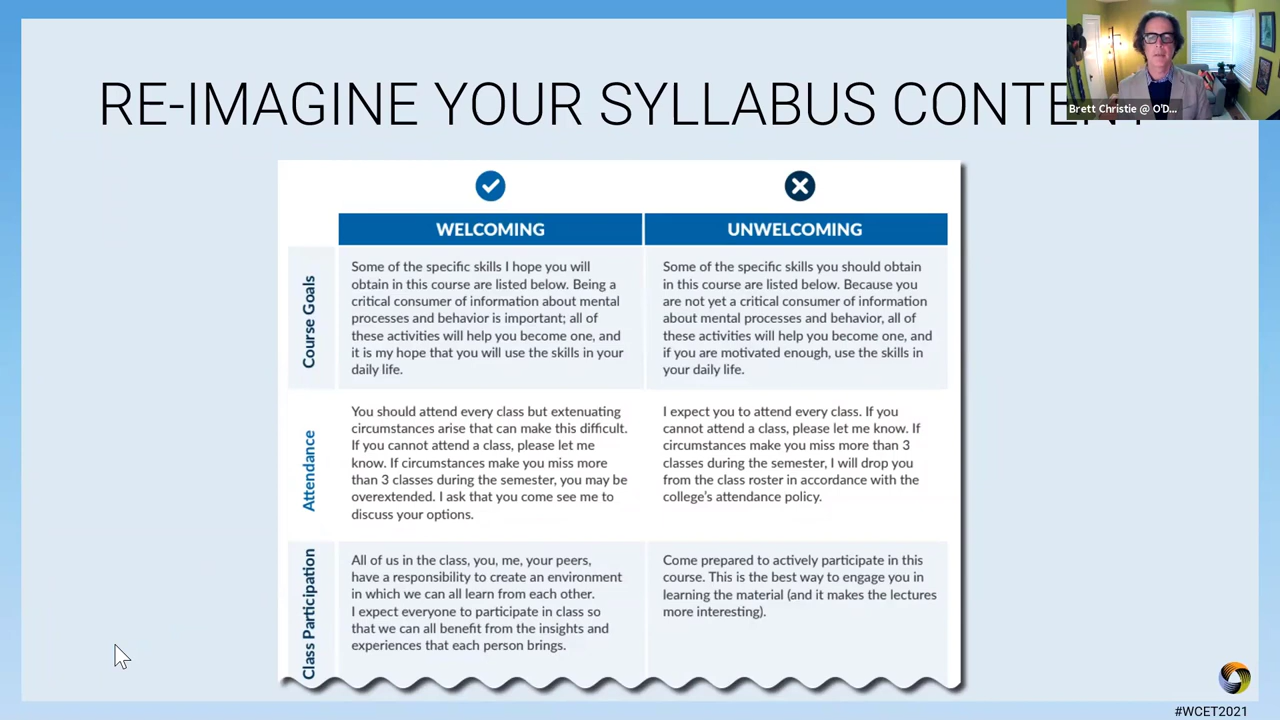 RE-IMAGINE YOUR SYLLABUS CONTENT
Brett Christie @ O'D...
WELCOMING
UNWELCOMING
Course Goals
Some of the specific skills I hope you will
obtain in this course are listed below. Being a
critical consumer of information about mental
processes and behavior is important; all of
these activities will help you become one, and
it is my hope that you will use the skills in your
daily life.
Some of the specific skills you should obtain
in this course are listed below. Because you
are not yet a critical consumer of information
about mental processes and behavior, all of
these activities will help you become one, and
if you are motivated enough, use the skills in
your daily life.
Attendance
You should attend every class but extenuating
circumstances arise that can make this difficult.
If you cannot attend a class, please let me
know. If circumstances make you miss more
than 3 classes during the semester, you may be
overextended. I ask that you come see me to
discuss your options.
I expect you to attend every class. If you
cannot attend a class, please let me know. If
circumstances make you miss more than 3
classes during the semester, I will drop you
from the class roster in accordance with the
college's attendance policy.
Class Participation
All of us in the class, you, me, your peers,
have a responsibility to create an environment
in which we can all learn from each other.
I expect everyone to participate in class so
that we can all benefit from the insights and
experiences that each person brings.
Come prepared to actively participate in this
course. This is the best way to engage you in
learning the material (and it makes the lectures
more interesting).
#WCET2021